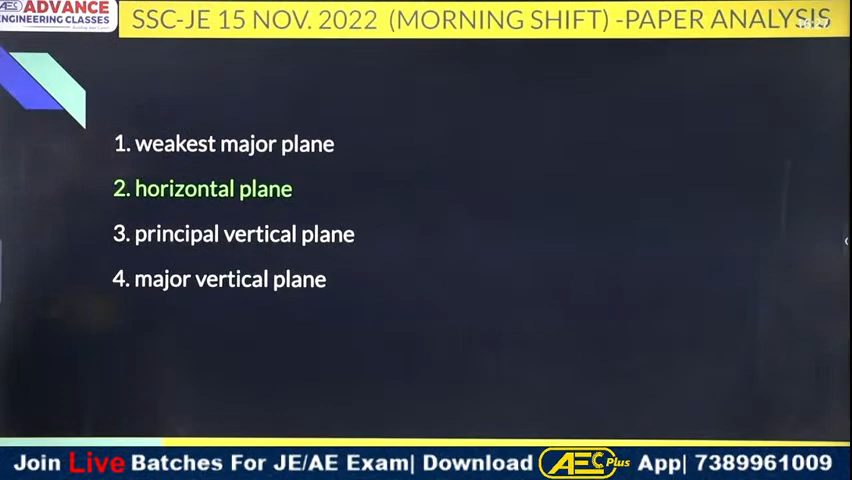 AEC ADVANCE
ENGINEERING CLASSES
SSC-JE 15 NOV. 2022 (MORNING SHIFT) -PAPER ANALYSIS
1. weakest major plane
2. horizontal plane
3. principal vertical plane
4. major vertical plane
Join Live Batches For JE/AE Exam| Download AEC Plus App| 7389961009